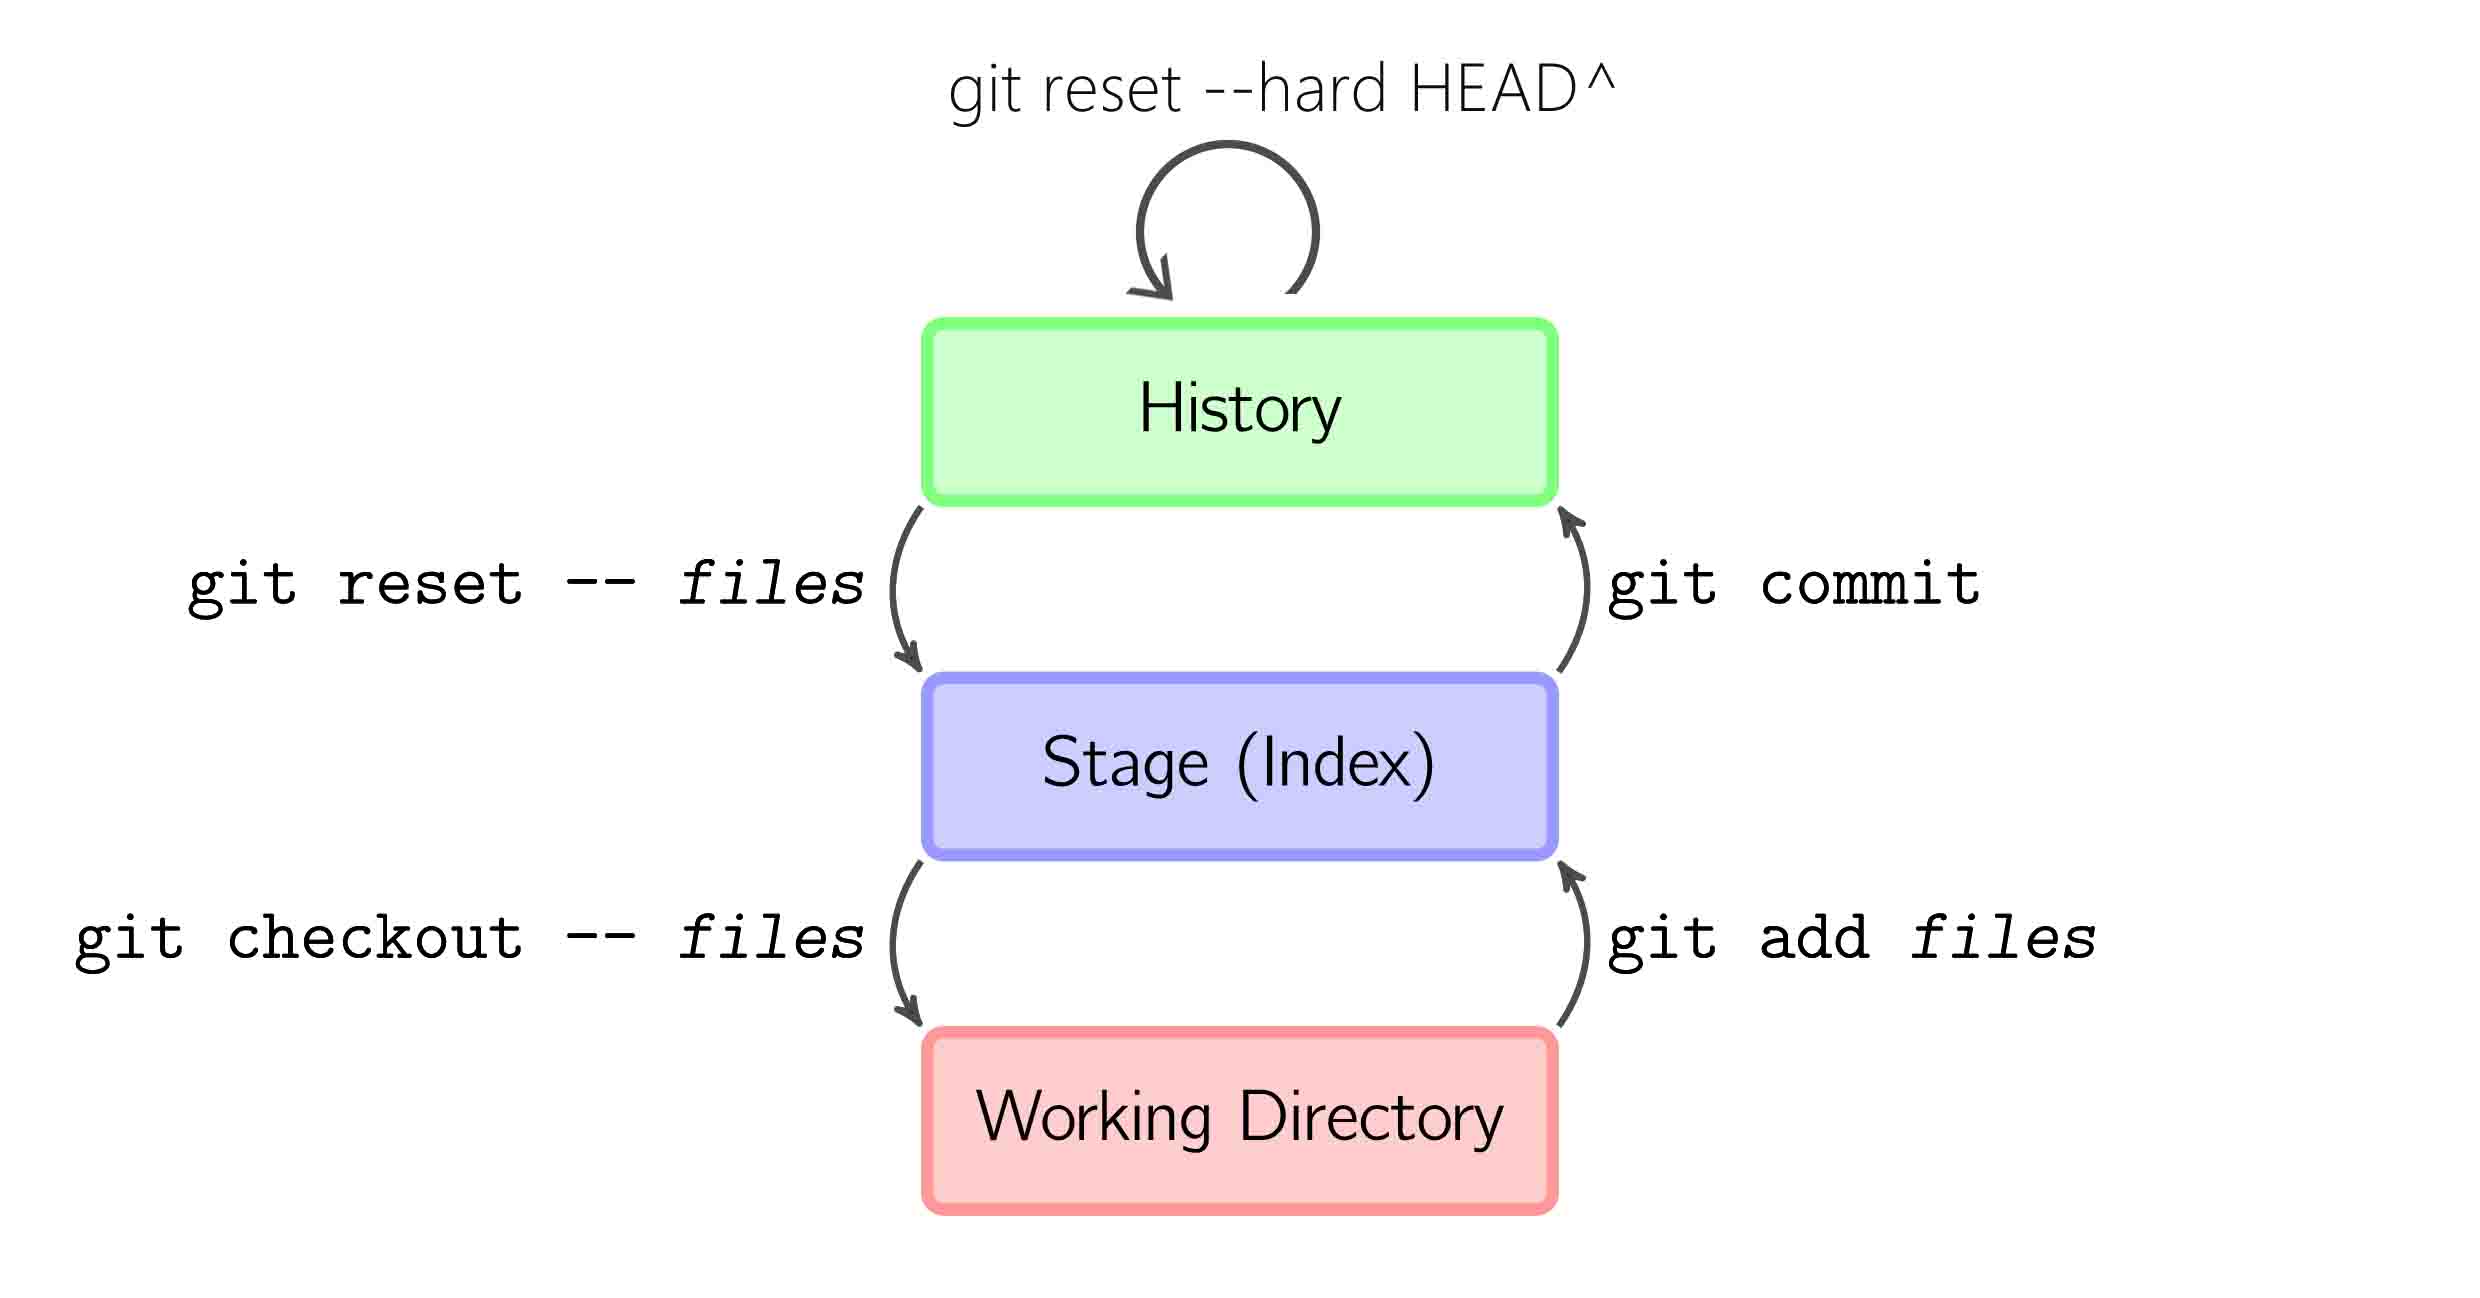 git reset --hard HEAD^
History
git reset -- files
git commit
Stage (Index)
git checkout -- files
git add files
Working Directory